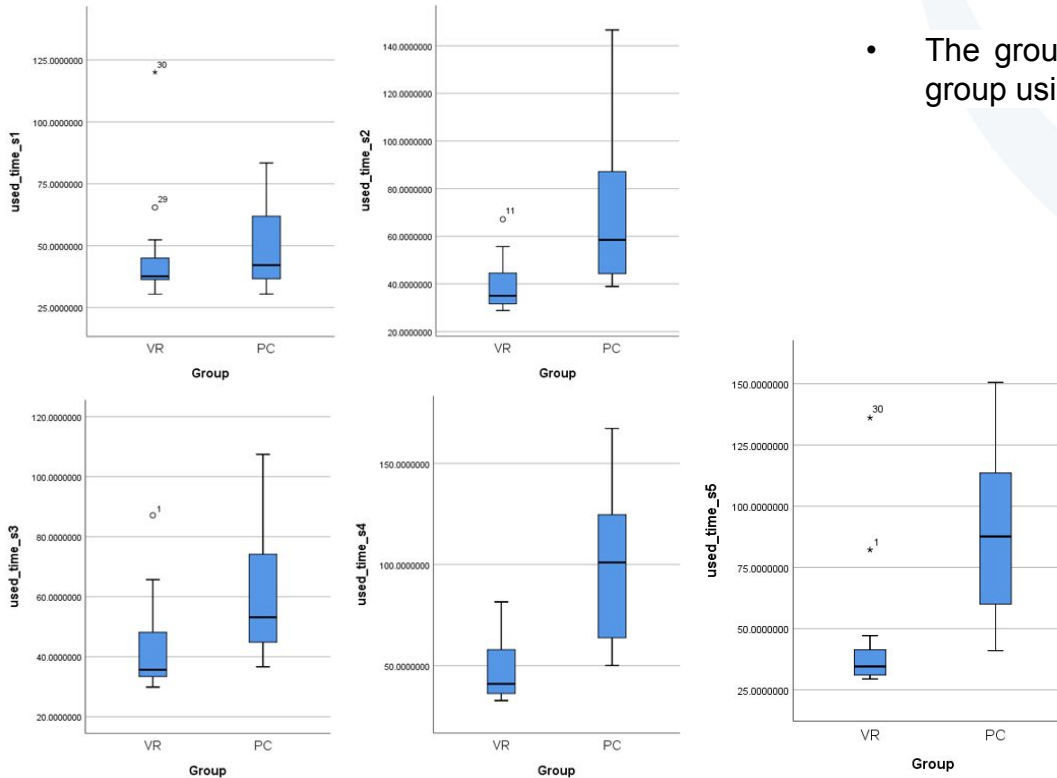 125.0000000
100.0000000
75.0000000
50.0000000
25.0000000
used_time_s1
30
29
VR
PC
Group
140.0000000
120.0000000
100.0000000
80.0000000
60.0000000
40.0000000
20.0000000
used_time_s2
11
VR
PC
Group
• The grou
group usi
120.0000000
100.0000000
80.0000000
60.0000000
40.0000000
20.0000000
used_time_s3
1
VR
PC
Group
150.0000000
100.0000000
50.0000000
used_time_s4
VR
PC
Group
150.0000000
125.0000000
100.0000000
75.0000000
50.0000000
25.0000000
used_time_s5
30
1
VR
PC
Group